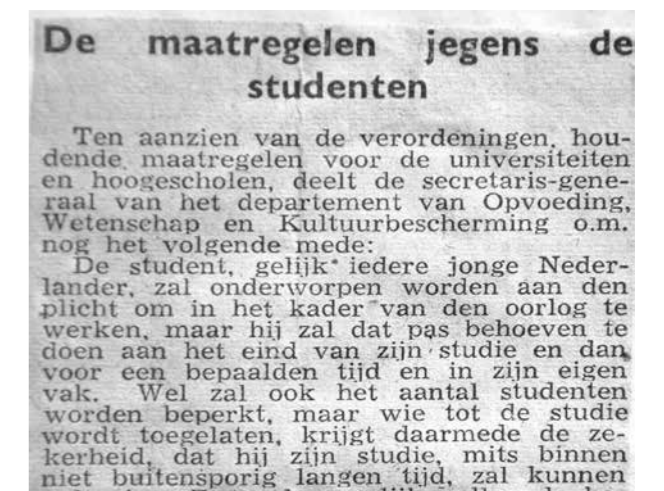 De maatregelen jegens de
studenten
Ten aanzien van de verordeningen, hou-
dende maatregelen voor de universiteiten
en hoogescholen, deelt de secretaris-gene-
raal van het departement van Opvoeding,
Wetenschap en Kultuurbescherming o.m.
nog het volgende mede:
De student, gelijk iedere jonge Neder-
lander, zal onderworpen worden aan den
plicht om in het kader van den oorlog te
werken, maar hij zal dat pas behoeven te
doen aan het eind van zijn studie en dan
voor een bepaalden tijd en in zijn eigen
vak. Wel zal ook het aantal studenten
worden beperkt, maar wie tot de studie
wordt toegelaten, krijgt daarmede de ze-
kerheid, dat hij zijn studie, mits binnen
niet buitensporig langen tijd, zal kunnen